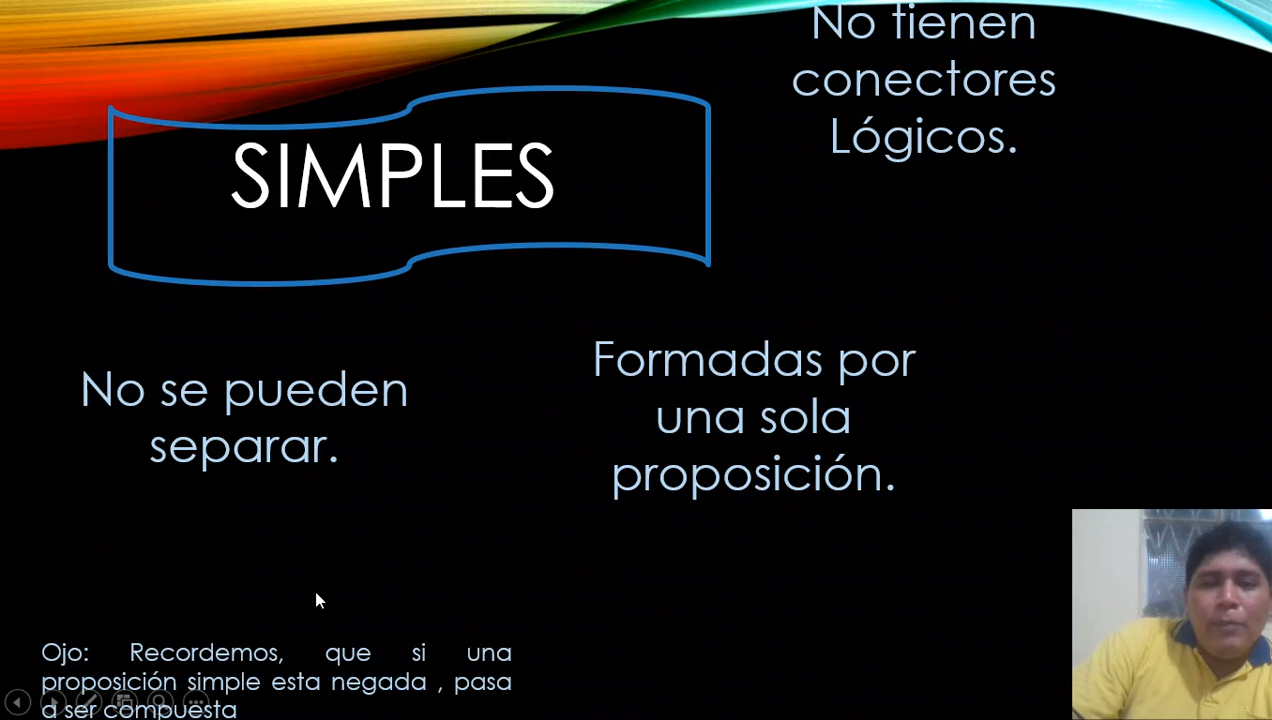 No tienen
conectores
Lógicos.
SIMPLES
No se pueden
separar.
Formadas por
una sola
proposición.
Ojo: Recordemos, que si una
proposición simple esta negada , pasa
a ser compuesta